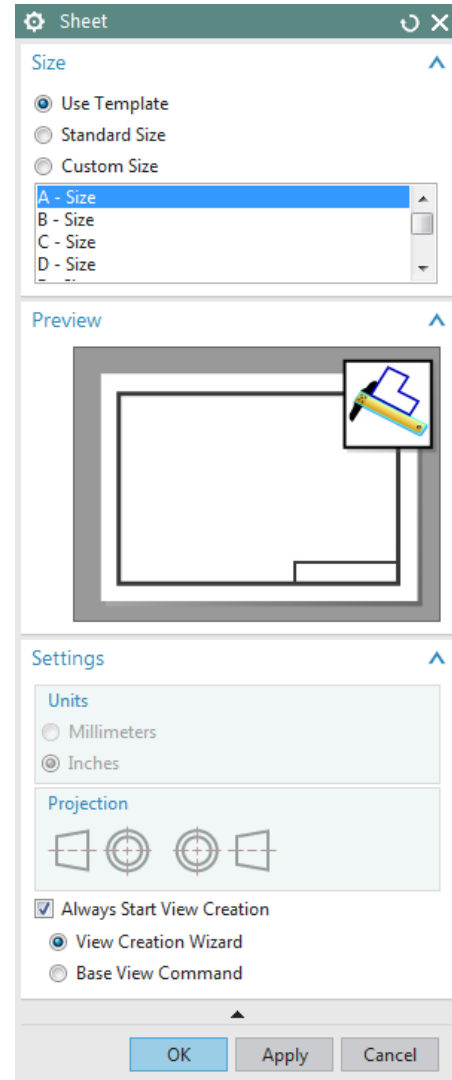 Sheet
Size
Use Template
Standard Size
Custom Size
A - Size
B - Size
C - Size
D - Size
Preview
Settings
Units
Millimeters
Inches
Projection
Always Start View Creation
View Creation Wizard
Base View Command
OK Apply Cancel